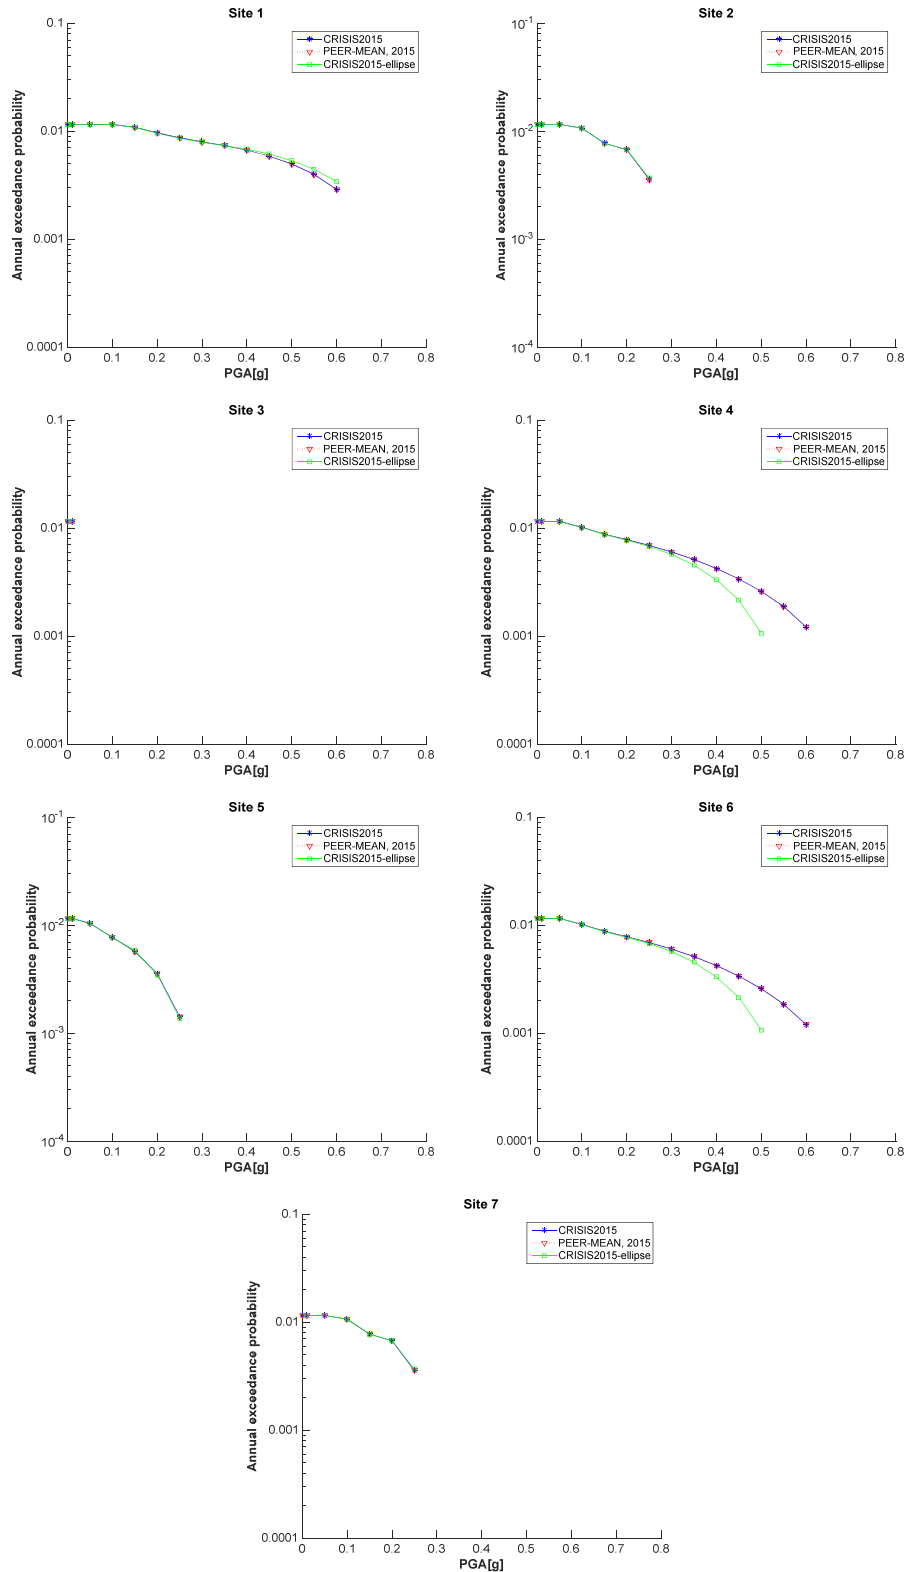 Site 1
0.1
0.01
0.001
0.0001
Annual exceedance probability
CRISIS2015
PEER-MEAN, 2015
CRISIS2015-ellipse
0 0.1 0.2 0.3 0.4 0.5 0.6 0.7 0.8
PGA[g]
Site 2
10^-1
10^-2
10^-3
10^-4
Annual exceedance probability
CRISIS2015
PEER-MEAN, 2015
CRISIS2015-ellipse
0 0.1 0.2 0.3 0.4 0.5 0.6 0.7 0.8
PGA[g]
Site 3
0.1
0.01
0.001
0.0001
Annual exceedance probability
CRISIS2015
PEER-MEAN, 2015
CRISIS2015-ellipse
0 0.1 0.2 0.3 0.4 0.5 0.6 0.7 0.8
PGA[g]
Site 4
0.1
0.01
0.001
0.0001
Annual exceedance probability
CRISIS2015
PEER-MEAN, 2015
CRISIS2015-ellipse
0 0.1 0.2 0.3 0.4 0.5 0.6 0.7 0.8
PGA[g]
Site 5
10^-1
10^-2
10^-3
10^-4
Annual exceedance probability
CRISIS2015
PEER-MEAN, 2015
CRISIS2015-ellipse
0 0.1 0.2 0.3 0.4 0.5 0.6 0.7 0.8
PGA[g]
Site 6
0.1
0.01
0.001
0.0001
Annual exceedance probability
CRISIS2015
PEER-MEAN, 2015
CRISIS2015-ellipse
0 0.1 0.2 0.3 0.4 0.5 0.6 0.7 0.8
PGA[g]
Site 7
0.1
0.01
0.001
0.0001
Annual exceedance probability
CRISIS2015
PEER-MEAN, 2015
CRISIS2015-ellipse
0 0.1 0.2 0.3 0.4 0.5 0.6 0.7 0.8
PGA[g]